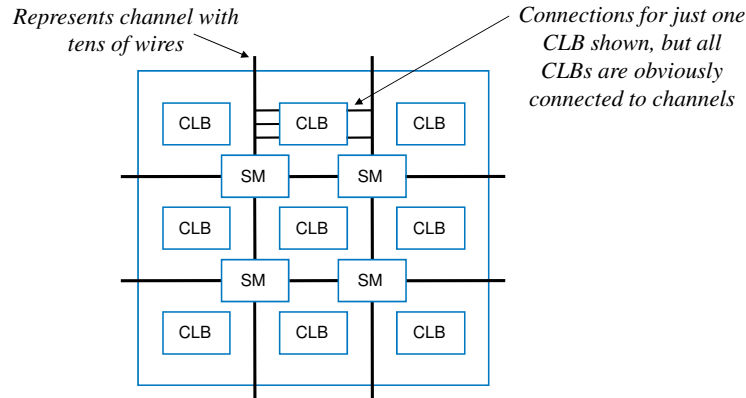 Represents channel with
tens of wires
Connections for just one
CLB shown, but all
CLBs are obviously
connected to channels
CLB CLB CLB
SM SM
CLB CLB CLB
SM SM
CLB CLB CLB